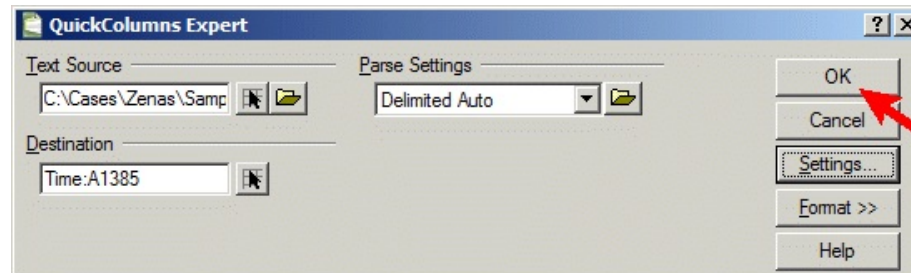 QuickColumns Expert
Text Source
C:\Cases\Zenas\Samp
Parse Settings
Delimited Auto
Destination
Time:A1385
OK
Cancel
Settings...
Format >>
Help